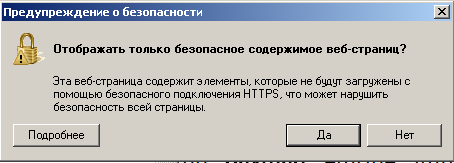 Предупреждение о безопасности
Отображать только безопасное содержимое веб-страниц?
Эта веб-страница содержит элементы, которые не будут загружены с
помощью безопасного подключения HTTPS, что может нарушить
безопасность всей страницы.
Подробнее
Да
Нет